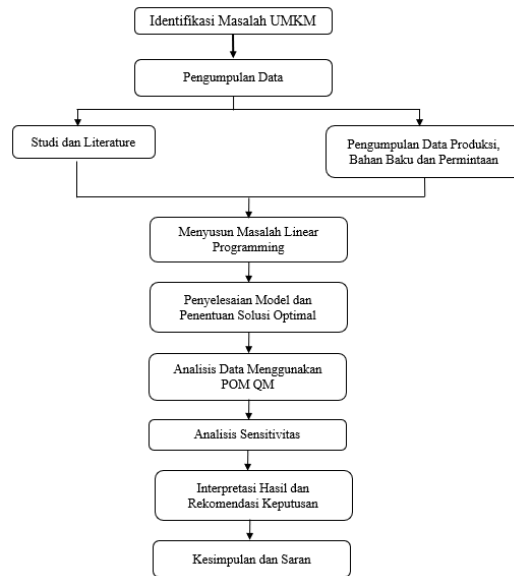 Identifikasi Masalah UMKM
Pengumpulan Data
Studi dan Literature
Pengumpulan Data Produksi,
Bahan Baku dan Permintaan
Menyusun Masalah Linear
Programming
Penyelesaian Model dan
Penentuan Solusi Optimal
Analisis Data Menggunakan
POM QM
Analisis Sensitivitas
Interpretasi Hasil dan
Rekomendasi Keputusan
Kesimpulan dan Saran